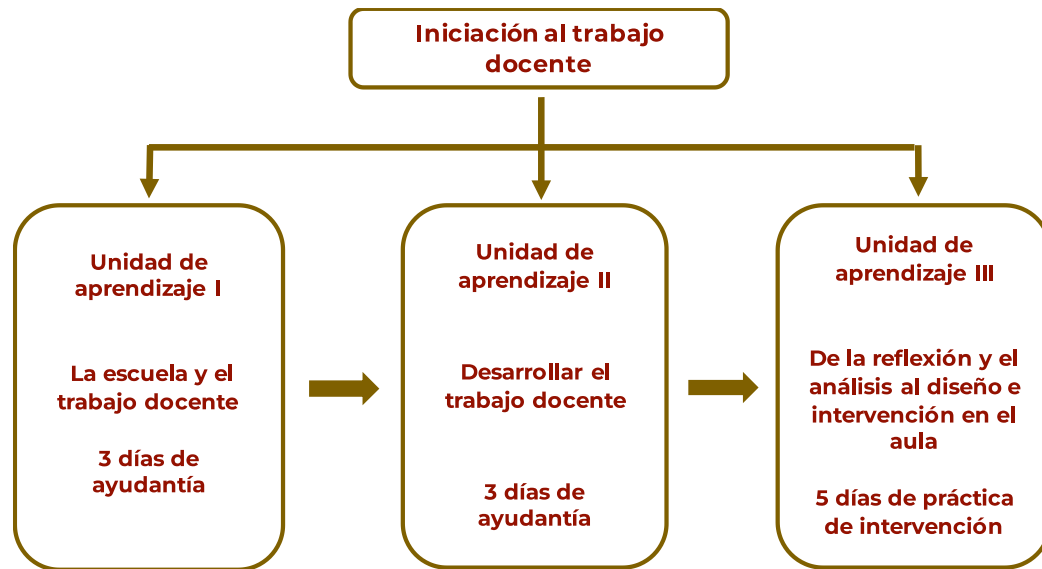 Iniciación al trabajo
docente
Unidad de
aprendizaje I
La escuela y el
trabajo docente
3 días de
ayudantía
Unidad de
aprendizaje II
Desarrollar el
trabajo docente
3 días de
ayudantía
Unidad de
aprendizaje III
De la reflexión y el
análisis al diseño e
intervención en el
aula
5 días de práctica
de intervención